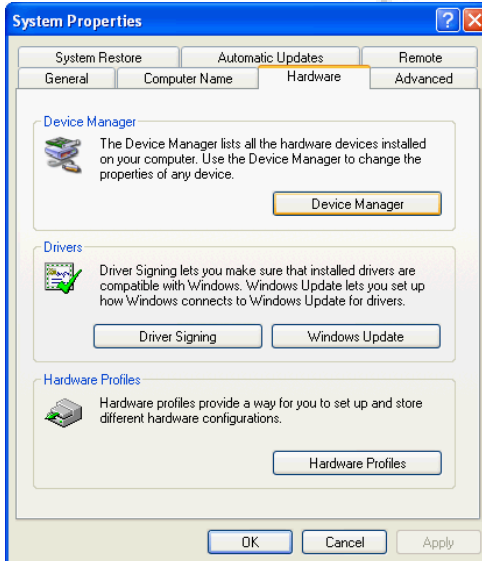 System Properties
System Restore Automatic Updates Remote
General Computer Name Hardware Advanced
Device Manager
The Device Manager lists all the hardware devices installed
on your computer. Use the Device Manager to change the
properties of any device.
Device Manager
Drivers
Driver Signing lets you make sure that installed drivers are
compatible with Windows. Windows Update lets you set up
how Windows connects to Windows Update for drivers.
Driver Signing Windows Update
Hardware Profiles
Hardware profiles provide a way for you to set up and store
different hardware configurations.
Hardware Profiles
OK Cancel Apply